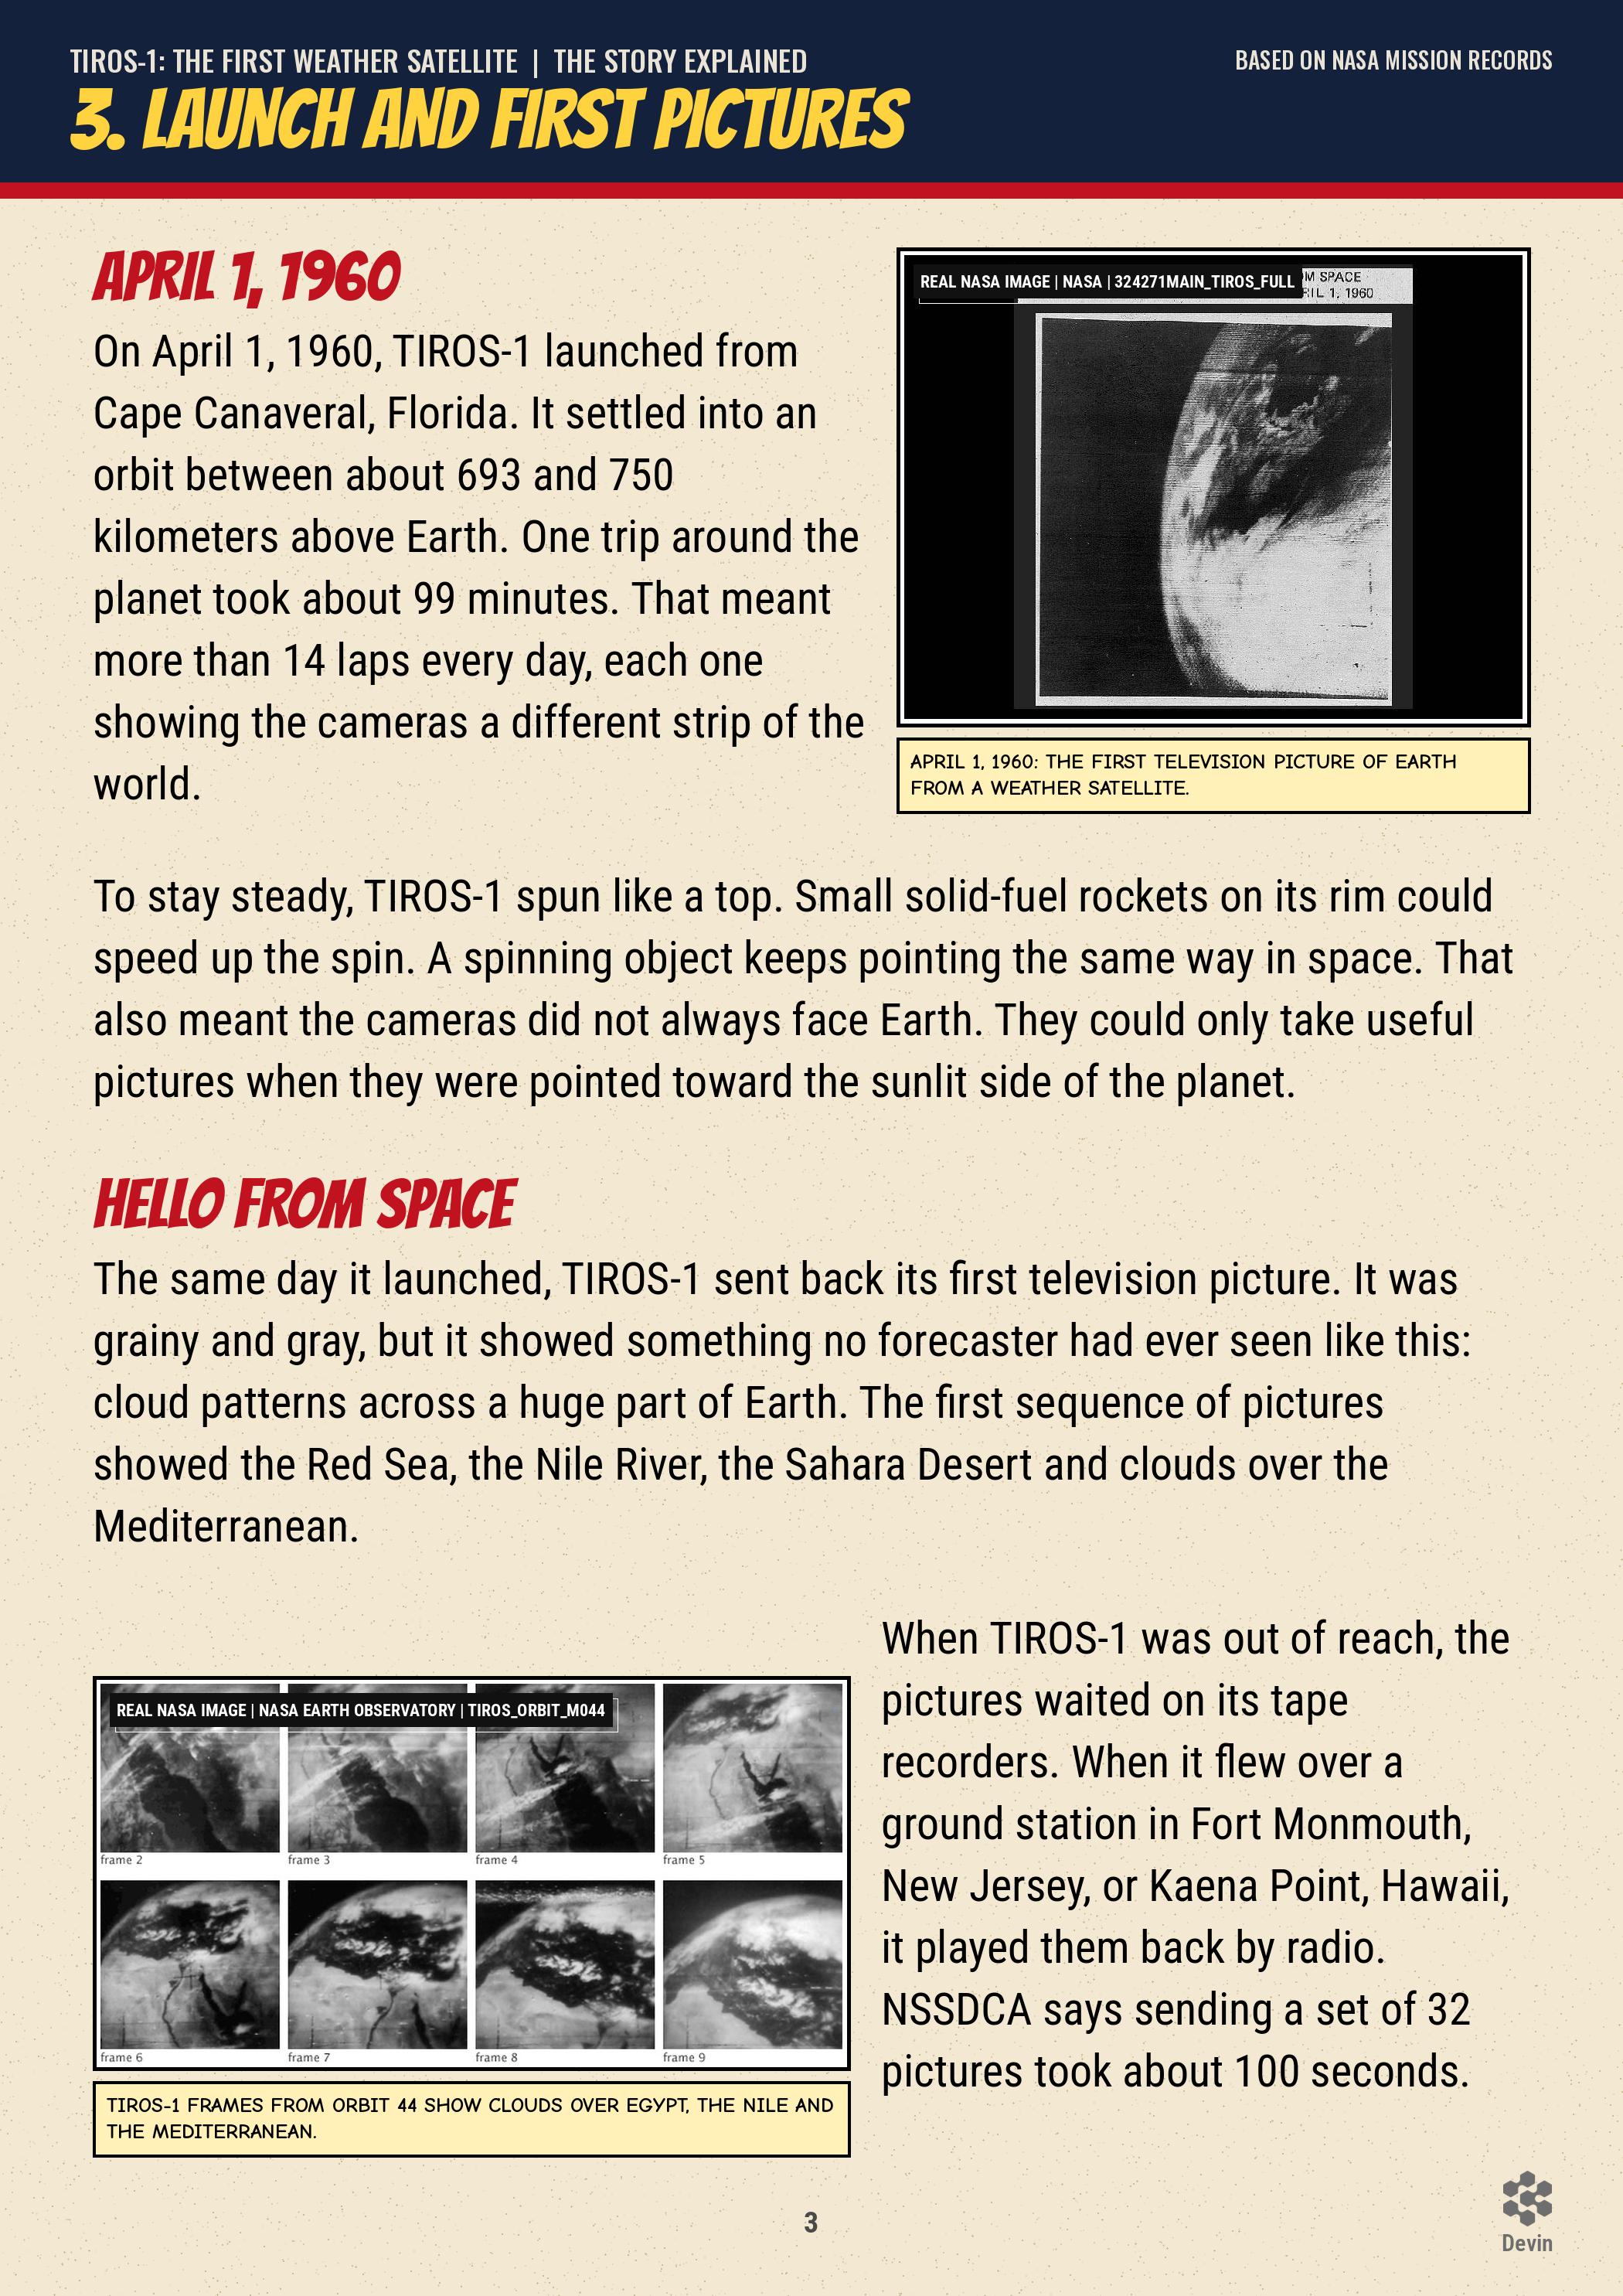 TIROS-1: THE FIRST WEATHER SATELLITE | THE STORY EXPLAINED
BASED ON NASA MISSION RECORDS
3. LAUNCH AND FIRST PICTURES
APRIL 1, 1960
On April 1, 1960, TIROS-1 launched from
Cape Canaveral, Florida. It settled into an
orbit between about 693 and 750
kilometers above Earth. One trip around the
planet took about 99 minutes. That meant
more than 14 laps every day, each one
showing the cameras a different strip of the
world.
REAL NASA IMAGE | NASA | 324271MAIN_TIROS_FULL
SPACE
1, 1960
APRIL 1, 1960: THE FIRST TELEVISION PICTURE OF EARTH
FROM A WEATHER SATELLITE.
To stay steady, TIROS-1 spun like a top. Small solid-fuel rockets on its rim could
speed up the spin. A spinning object keeps pointing the same way in space. That
also meant the cameras did not always face Earth. They could only take useful
pictures when they were pointed toward the sunlit side of the planet.
HELLO FROM SPACE
The same day it launched, TIROS-1 sent back its first television picture. It was
grainy and gray, but it showed something no forecaster had ever seen like this:
cloud patterns across a huge part of Earth. The first sequence of pictures
showed the Red Sea, the Nile River, the Sahara Desert and clouds over the
Mediterranean.
REAL NASA IMAGE | NASA EARTH OBSERVATORY | TIROS_ORBIT_M044
frame 2
frame 3
frame 4
frame 5
frame 6
frame 7
frame 8
frame 9
TIROS-1 FRAMES FROM ORBIT 44 SHOW CLOUDS OVER EGYPT, THE NILE AND
THE MEDITERRANEAN.
When TIROS-1 was out of reach, the
pictures waited on its tape
recorders. When it flew over a
ground station in Fort Monmouth,
New Jersey, or Kaena Point, Hawaii,
it played them back by radio.
NSSDCA says sending a set of 32
pictures took about 100 seconds.
3
Devin